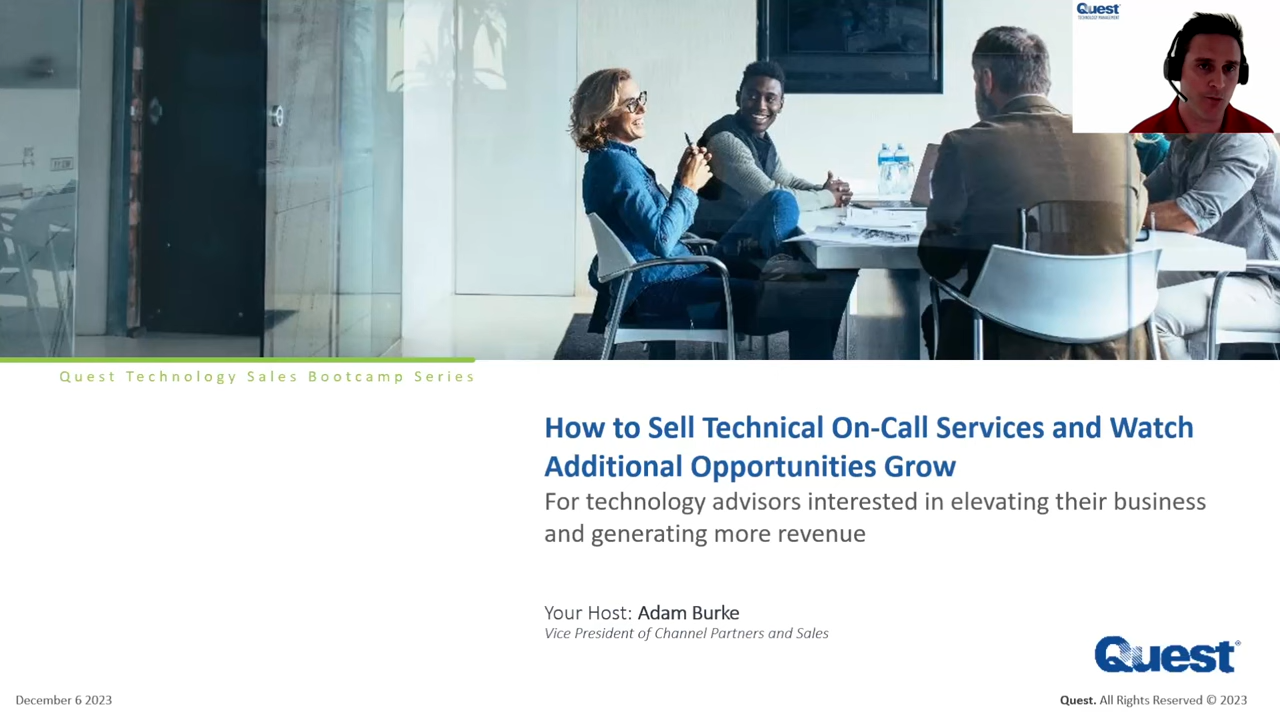 Quest
TECHNOLOGY MANAGEMENT
Quest Technology Sales Bootcamp Series
How to Sell Technical On-Call Services and Watch
Additional Opportunities Grow
For technology advisors interested in elevating their business
and generating more revenue
Your Host: Adam Burke
Vice President of Channel Partners and Sales
Quest®
December 6 2023
Quest. All Rights Reserved © 2023